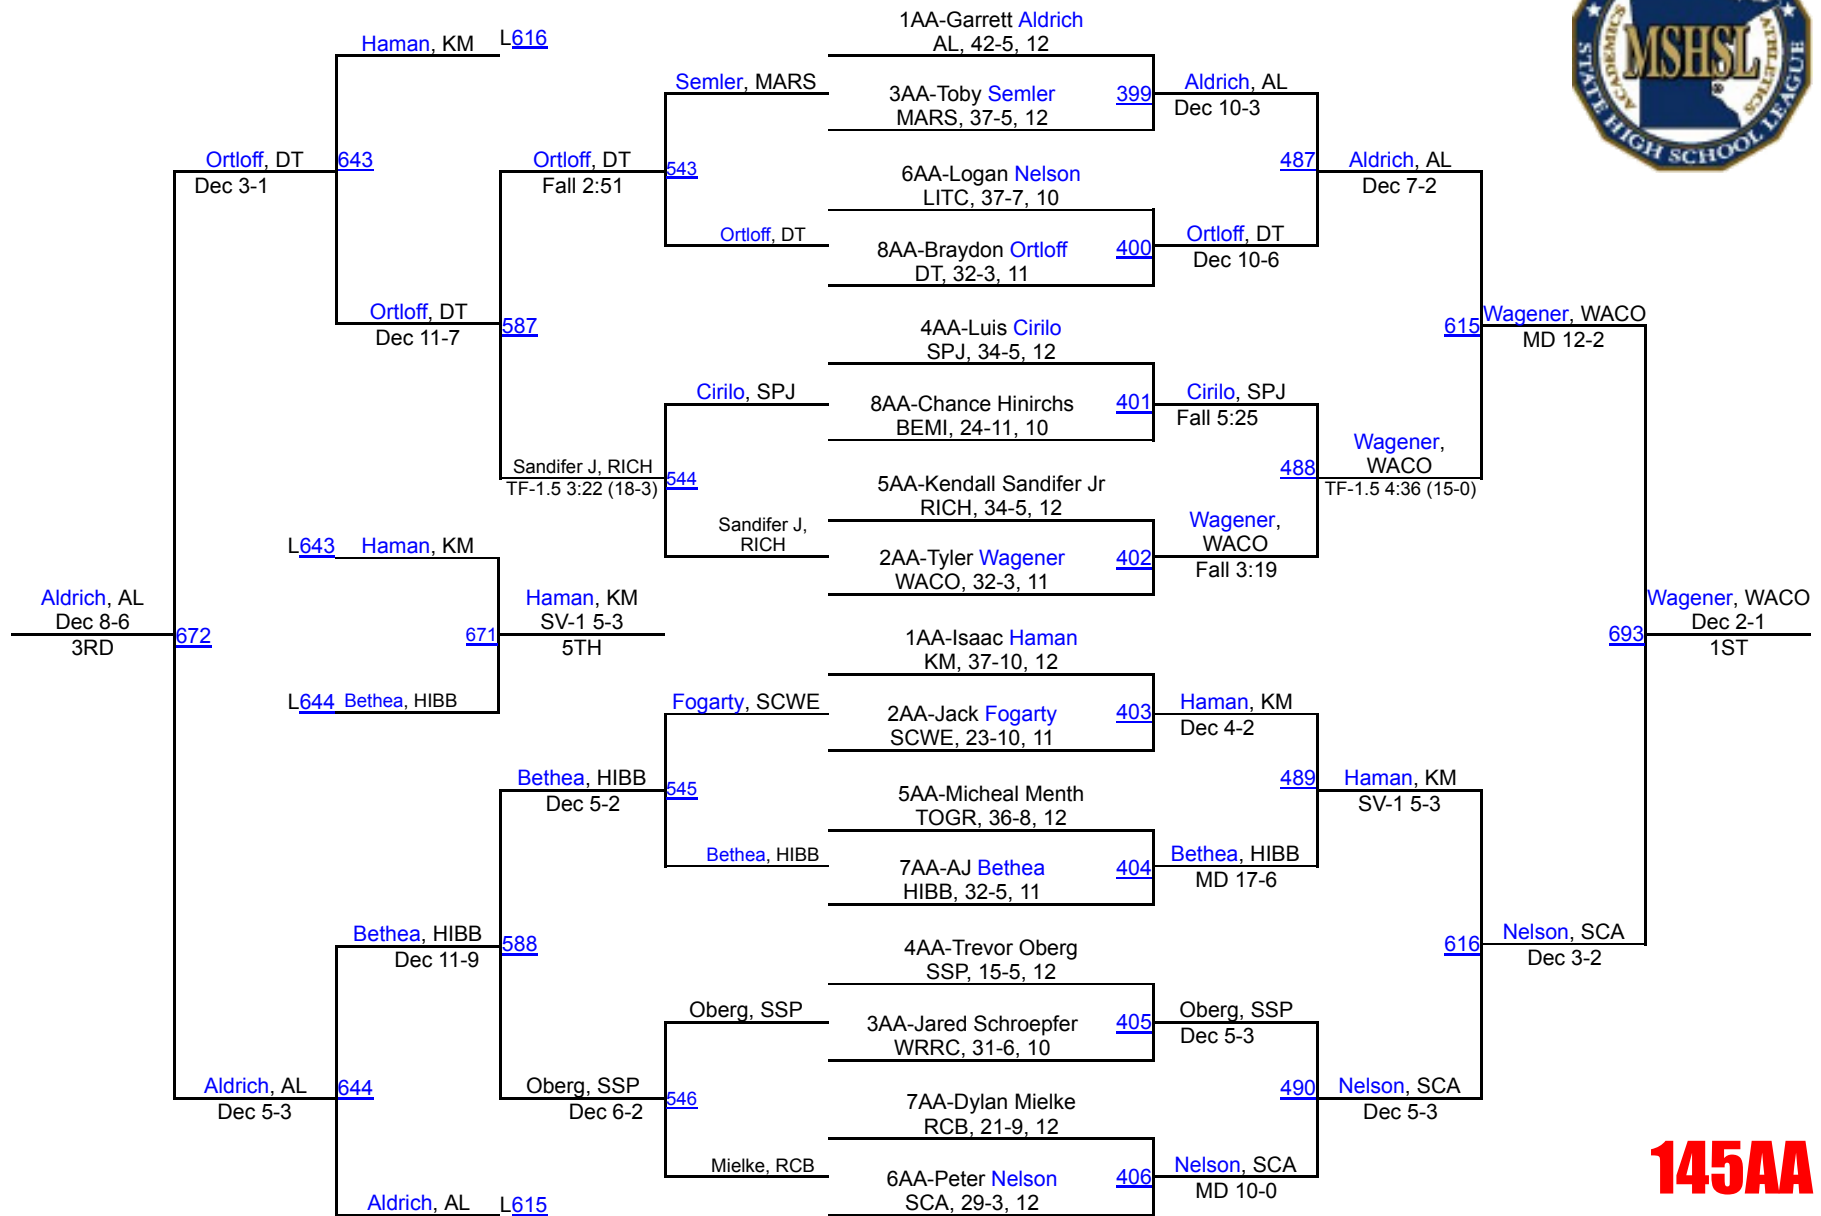 Haman, KM
L616
1AA-Garrett Aldrich
AL, 42-5, 12
Semler, MARS
3AA-Toby Semler
MARS, 37-5, 12
399
Aldrich, AL
Dec 10-3
MSHSL
ACADEMICS
ATHLETICS
STATE HIGH SCHOOL LEAGUE
Ortloff, DT
Dec 3-1
643
Ortloff, DT
Fall 2:51
543
6AA-Logan Nelson
LITC, 37-7, 10
487
Aldrich, AL
Dec 7-2
Ortloff, DT
8AA-Braydon Ortloff
DT, 32-3, 11
400
Ortloff, DT
Dec 10-6
Ortloff, DT
Dec 11-7
587
4AA-Luis Cirilo
SPJ, 34-5, 12
615
Wagener, WACO
MD 12-2
Cirilo, SPJ
8AA-Chance Hinirchs
BEMI, 24-11, 10
401
Cirilo, SPJ
Fall 5:25
Sandifer J, RICH
TF-1.5 3:22 (18-3)
544
5AA-Kendall Sandifer Jr
RICH, 34-5, 12
488
Wagener,
WACO
TF-1.5 4:36 (15-0)
Sandifer J,
RICH
2AA-Tyler Wagener
WACO, 32-3, 11
402
Wagener,
WACO
Fall 3:19
L643
Haman, KM
Aldrich, AL
Dec 8-6
3RD
672
671
Haman, KM
SV-1 5-3
5TH
1AA-Isaac Haman
KM, 37-10, 12
693
Wagener, WACO
Dec 2-1
1ST
L644
Bethea, HIBB
Fogarty, SCWE
2AA-Jack Fogarty
SCWE, 23-10, 11
403
Haman, KM
Dec 4-2
Bethea, HIBB
Dec 5-2
545
5AA-Micheal Menth
TOGR, 36-8, 12
489
Haman, KM
SV-1 5-3
Bethea, HIBB
7AA-AJ Bethea
HIBB, 32-5, 11
404
Bethea, HIBB
MD 17-6
Bethea, HIBB
Dec 11-9
588
4AA-Trevor Oberg
SSP, 15-5, 12
616
Nelson, SCA
Dec 3-2
Oberg, SSP
3AA-Jared Schroepfer
WRRC, 31-6, 10
405
Oberg, SSP
Dec 5-3
Aldrich, AL
Dec 5-3
644
Oberg, SSP
Dec 6-2
546
7AA-Dylan Mielke
RCB, 21-9, 12
490
Nelson, SCA
Dec 5-3
Mielke, RCB
6AA-Peter Nelson
SCA, 29-3, 12
406
Nelson, SCA
MD 10-0
Aldrich, AL
L615
145AA